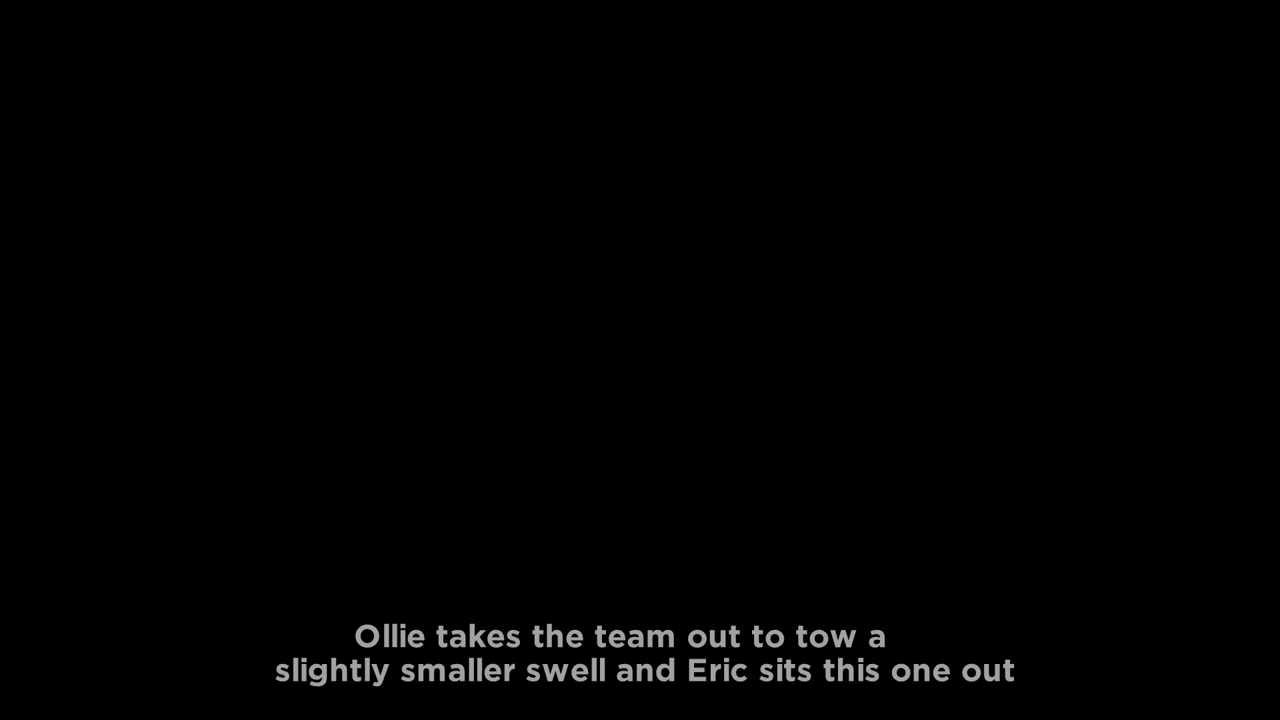 Ollie takes the team out to tow a
slightly smaller swell and Eric sits this one out